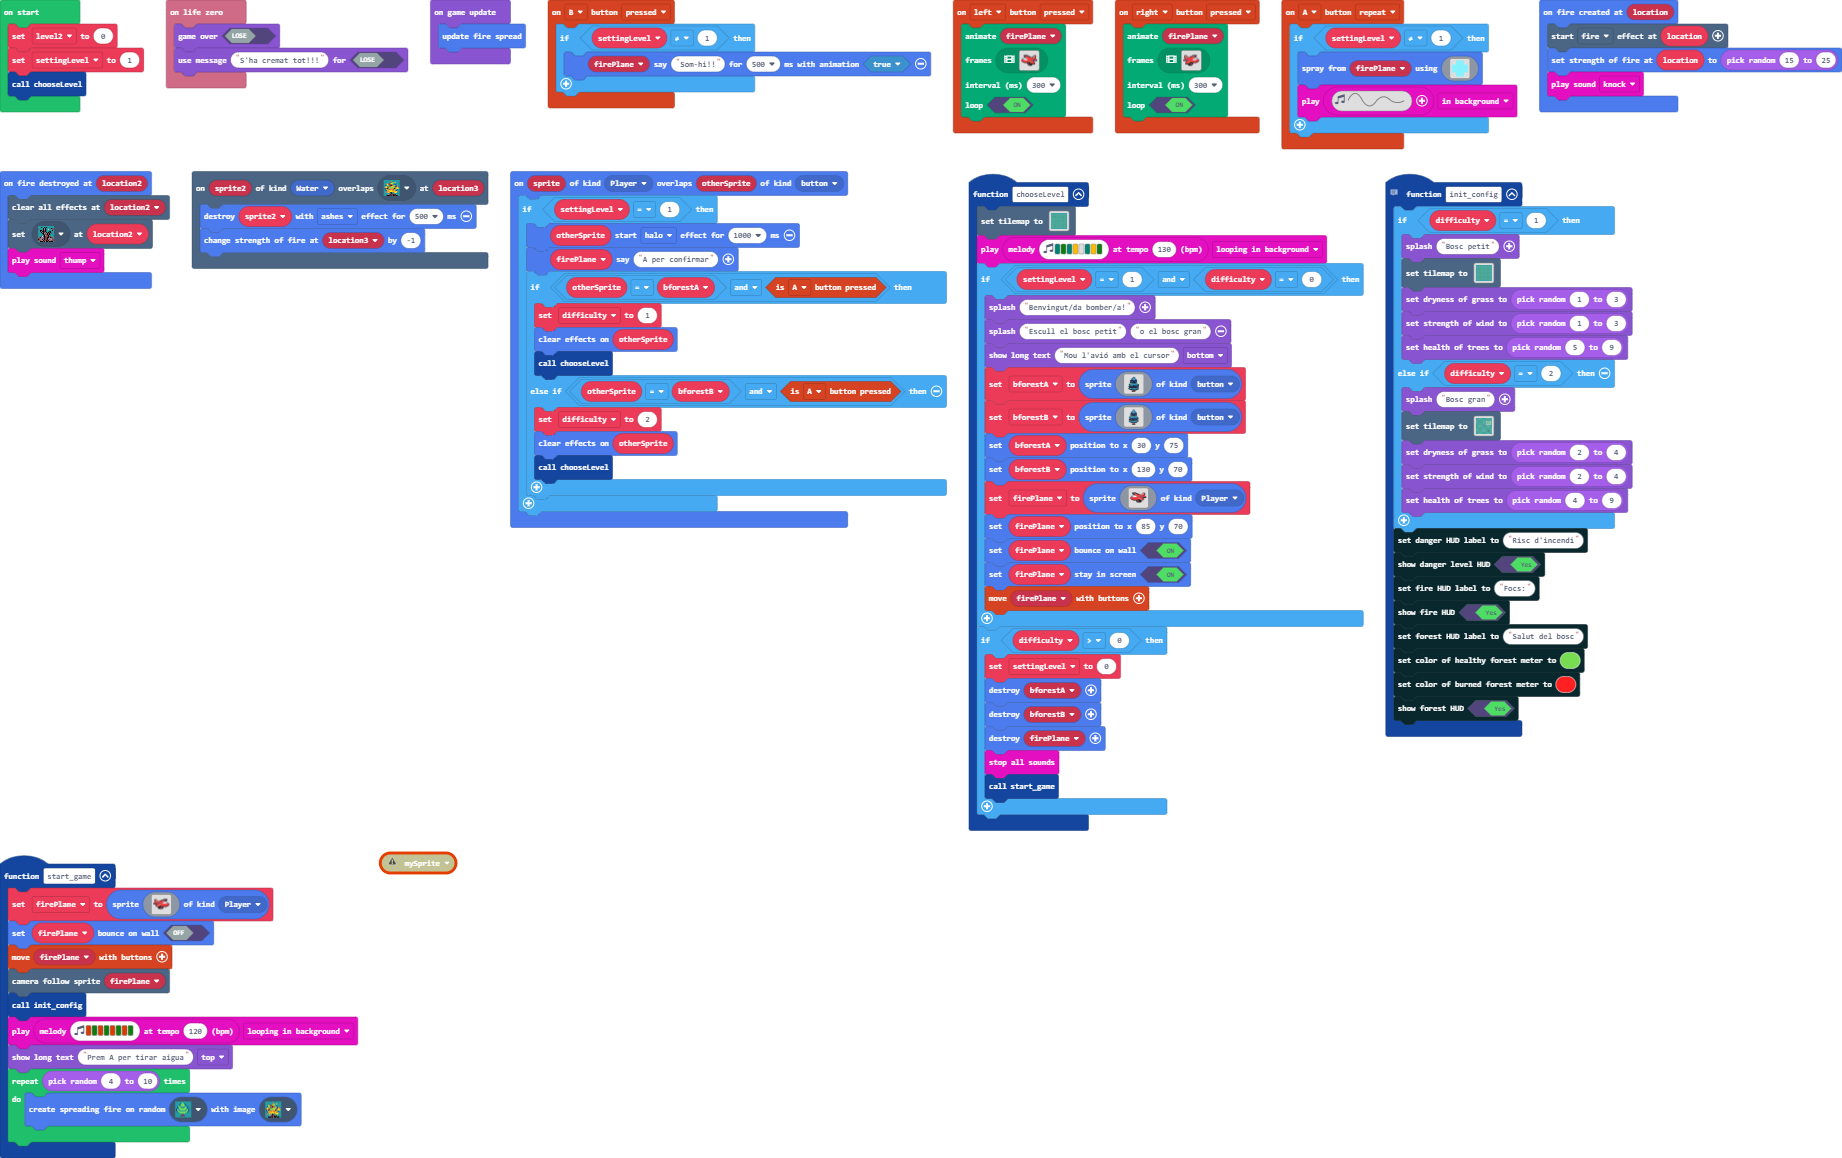 on start
set level2 to 0
set settingLevel to 1
call chooseLevel
on life zero
game over LOSE
use message "S'ha cremat tot!!!" for LOSE
on game update
update fire spread
on B button pressed
if settingLevel ≠ 1 then
firePlane say "Som-hi!!" for 500 ms with animation true
on left button pressed
animate firePlane
frames
interval (ms) 300
loop ON
on right button pressed
animate firePlane
frames
interval (ms) 300
loop ON
on A button repeat
if settingLevel ≠ 1 then
spray from firePlane using
play in background
on fire created at location
start fire effect at location
set strength of fire at location to pick random 15 to 25
play sound knock
on fire destroyed at location2
clear all effects at location2
set at location2
play sound thump
on sprite2 of kind Water overlaps at location3
destroy sprite2 with ashes effect for 500 ms
change strength of fire at location3 by -1
on sprite of kind Player overlaps otherSprite of kind button
if settingLevel = 1 then
otherSprite start halo effect for 1000 ms
firePlane say "A per confirmar"
if otherSprite = bforestA and is A button pressed then
set difficulty to 1
clear effects on otherSprite
call chooseLevel
else if otherSprite = bforestB and is A button pressed then
set difficulty to 2
clear effects on otherSprite
call chooseLevel
function chooseLevel
set tilemap to
play melody at tempo 130 (bpm) looping in background
if settingLevel = 1 and difficulty = 0 then
splash "Benvingut/da bomber/a!"
splash "Escull el bosc petit" "o el bosc gran"
show long text "Mou l'avió amb el cursor" bottom
set bforestA to sprite of kind button
set bforestB to sprite of kind button
set bforestA position to x 30 y 75
set bforestB position to x 130 y 70
set firePlane to sprite of kind Player
set firePlane position to x 85 y 70
set firePlane bounce on wall ON
set firePlane stay in screen ON
move firePlane with buttons
if difficulty > 0 then
set settingLevel to 0
destroy bforestA
destroy bforestB
destroy firePlane
stop all sounds
call start_game
function init_config
if difficulty = 1 then
splash "Bosc petit"
set tilemap to
set dryness of grass to pick random 1 to 3
set strength of wind to pick random 1 to 3
set health of trees to pick random 5 to 9
else if difficulty = 2 then
splash "Bosc gran"
set tilemap to
set dryness of grass to pick random 2 to 4
set strength of wind to pick random 2 to 4
set health of trees to pick random 4 to 9
set danger HUD label to "Risc d'incendi"
show danger level HUD Yes
set fire HUD label to "Focs:"
show fire HUD Yes
set forest HUD label to "Salut del bosc"
set color of healthy forest meter to
set color of burned forest meter to
show forest HUD Yes
function start_game
set firePlane to sprite of kind Player
set firePlane bounce on wall OFF
move firePlane with buttons
camera follow sprite firePlane
call init_config
play melody at tempo 120 (bpm) looping in background
show long text "Prem A per tirar aigua" top
repeat pick random 4 to 10 times
do
create spreading fire on random with image
mySprite